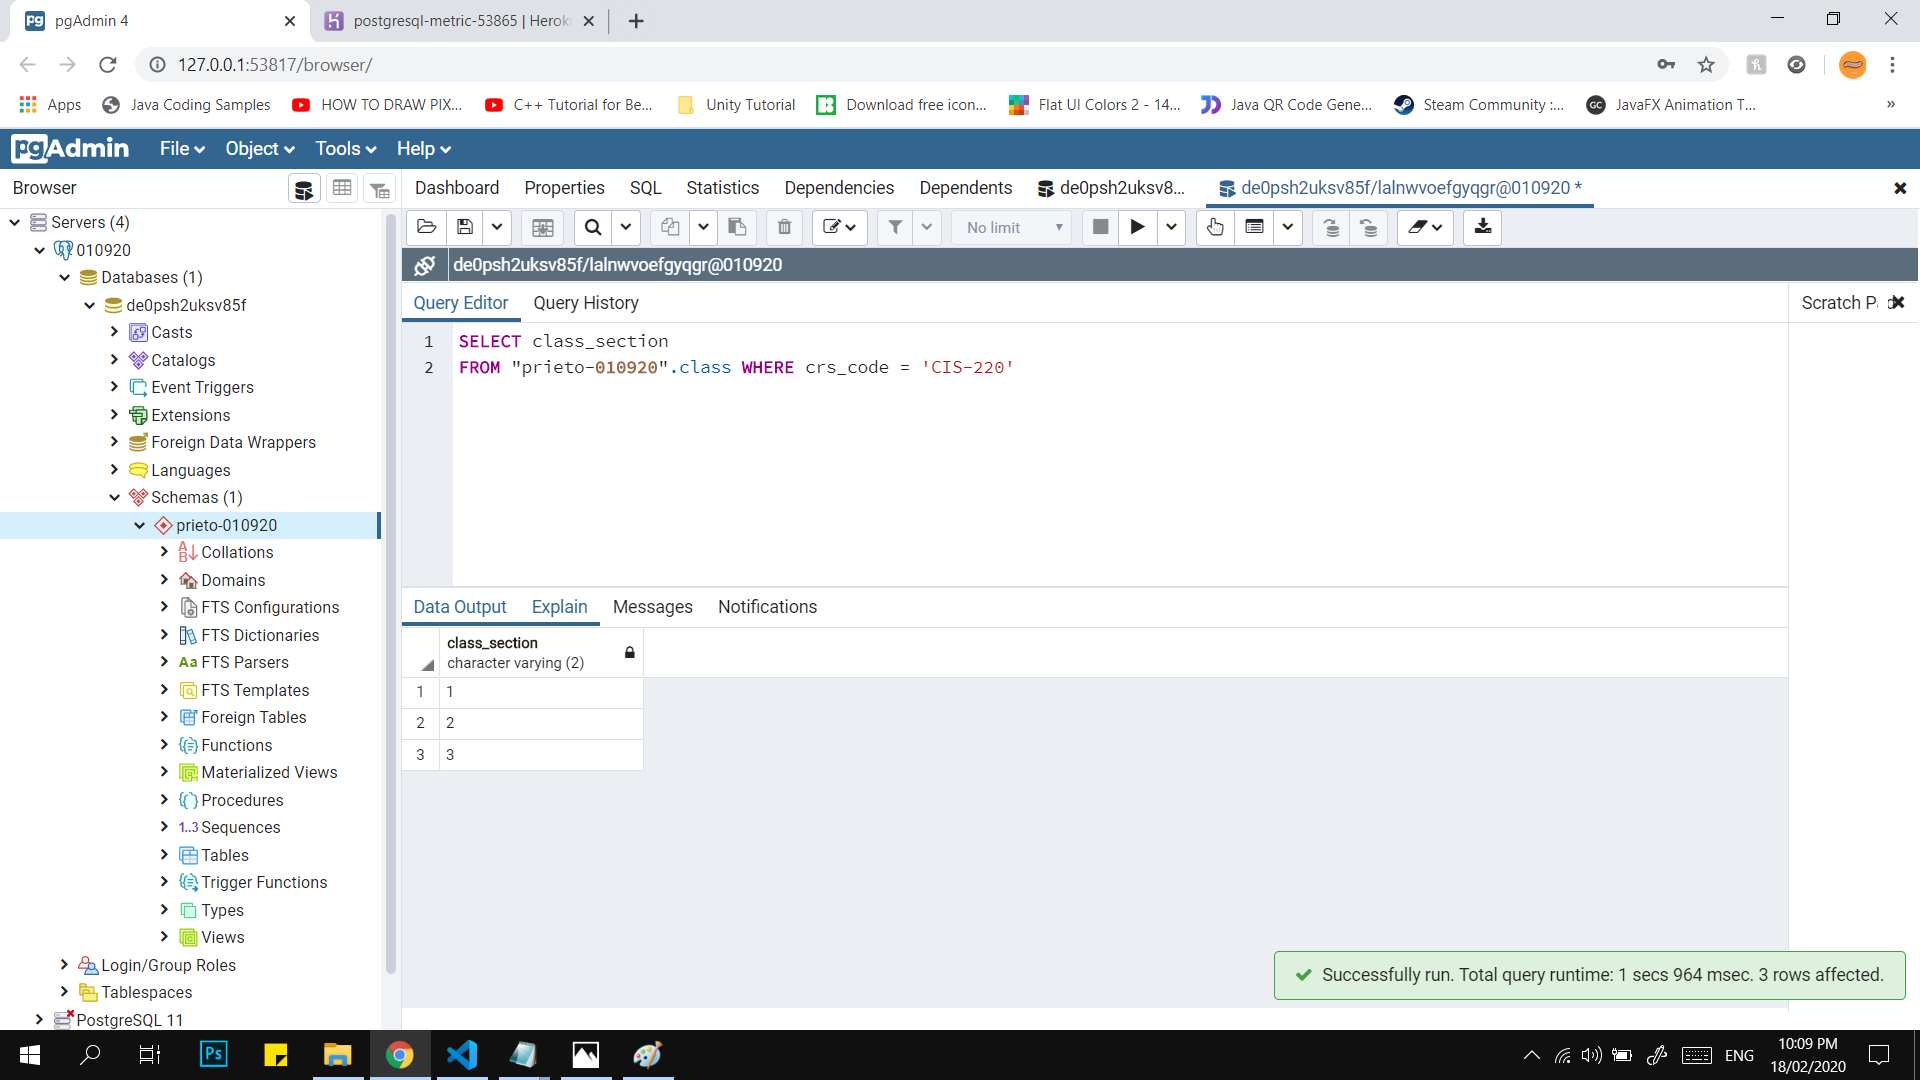 pgAdmin 4
postgresql-metric-53865 | Heroku
127.0.0.1:53817/browser/
Apps
Java Coding Samples
HOW TO DRAW PIX...
C++ Tutorial for Be...
Unity Tutorial
Download free icon...
Flat UI Colors 2 - 14...
Java QR Code Gene...
Steam Community :...
GC
JavaFX Animation T...
»
pgAdmin File Object Tools Help
Browser
Dashboard Properties SQL Statistics Dependencies Dependents de0psh2uksv8... de0psh2uksv85f/lalnwvoefgyqgr@010920 *
No limit
de0psh2uksv85f/lalnwvoefgyqgr@010920
Query Editor Query History
Scratch P
1 SELECT class_section
2 FROM "prieto-010920".class WHERE crs_code = 'CIS-220'
Servers (4)
010920
Databases (1)
de0psh2uksv85f
Casts
Catalogs
Event Triggers
Extensions
Foreign Data Wrappers
Languages
Schemas (1)
prieto-010920
Collations
Domains
FTS Configurations
FTS Dictionaries
Aa FTS Parsers
FTS Templates
Foreign Tables
Functions
Materialized Views
Procedures
1..3 Sequences
Tables
Trigger Functions
Types
Views
Login/Group Roles
Tablespaces
PostgreSQL 11
Data Output Explain Messages Notifications
class_section
character varying (2)
1 1
2 2
3 3
Successfully run. Total query runtime: 1 secs 964 msec. 3 rows affected.
Ps
ENG
10:09 PM
18/02/2020